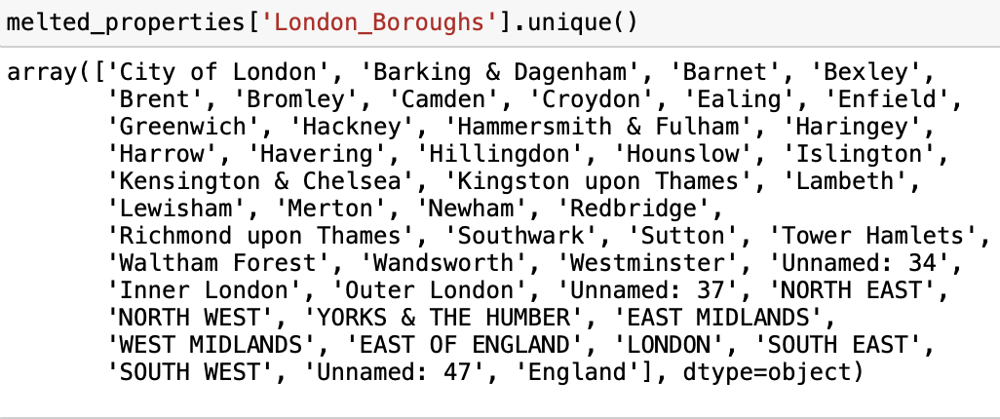 melted_properties['London_Boroughs'].unique()
array(['City of London', 'Barking & Dagenham', 'Barnet', 'Bexley',
'Brent', 'Bromley', 'Camden', 'Croydon', 'Ealing', 'Enfield',
'Greenwich', 'Hackney', 'Hammersmith & Fulham', 'Haringey',
'Harrow', 'Havering', 'Hillingdon', 'Hounslow', 'Islington',
'Kensington & Chelsea', 'Kingston upon Thames', 'Lambeth',
'Lewisham', 'Merton', 'Newham', 'Redbridge',
'Richmond upon Thames', 'Southwark', 'Sutton', 'Tower Hamlets',
'Waltham Forest', 'Wandsworth', 'Westminster', 'Unnamed: 34',
'Inner London', 'Outer London', 'Unnamed: 37', 'NORTH EAST',
'NORTH WEST', 'YORKS & THE HUMBER', 'EAST MIDLANDS',
'WEST MIDLANDS', 'EAST OF ENGLAND', 'LONDON', 'SOUTH EAST',
'SOUTH WEST', 'Unnamed: 47', 'England'], dtype=object)